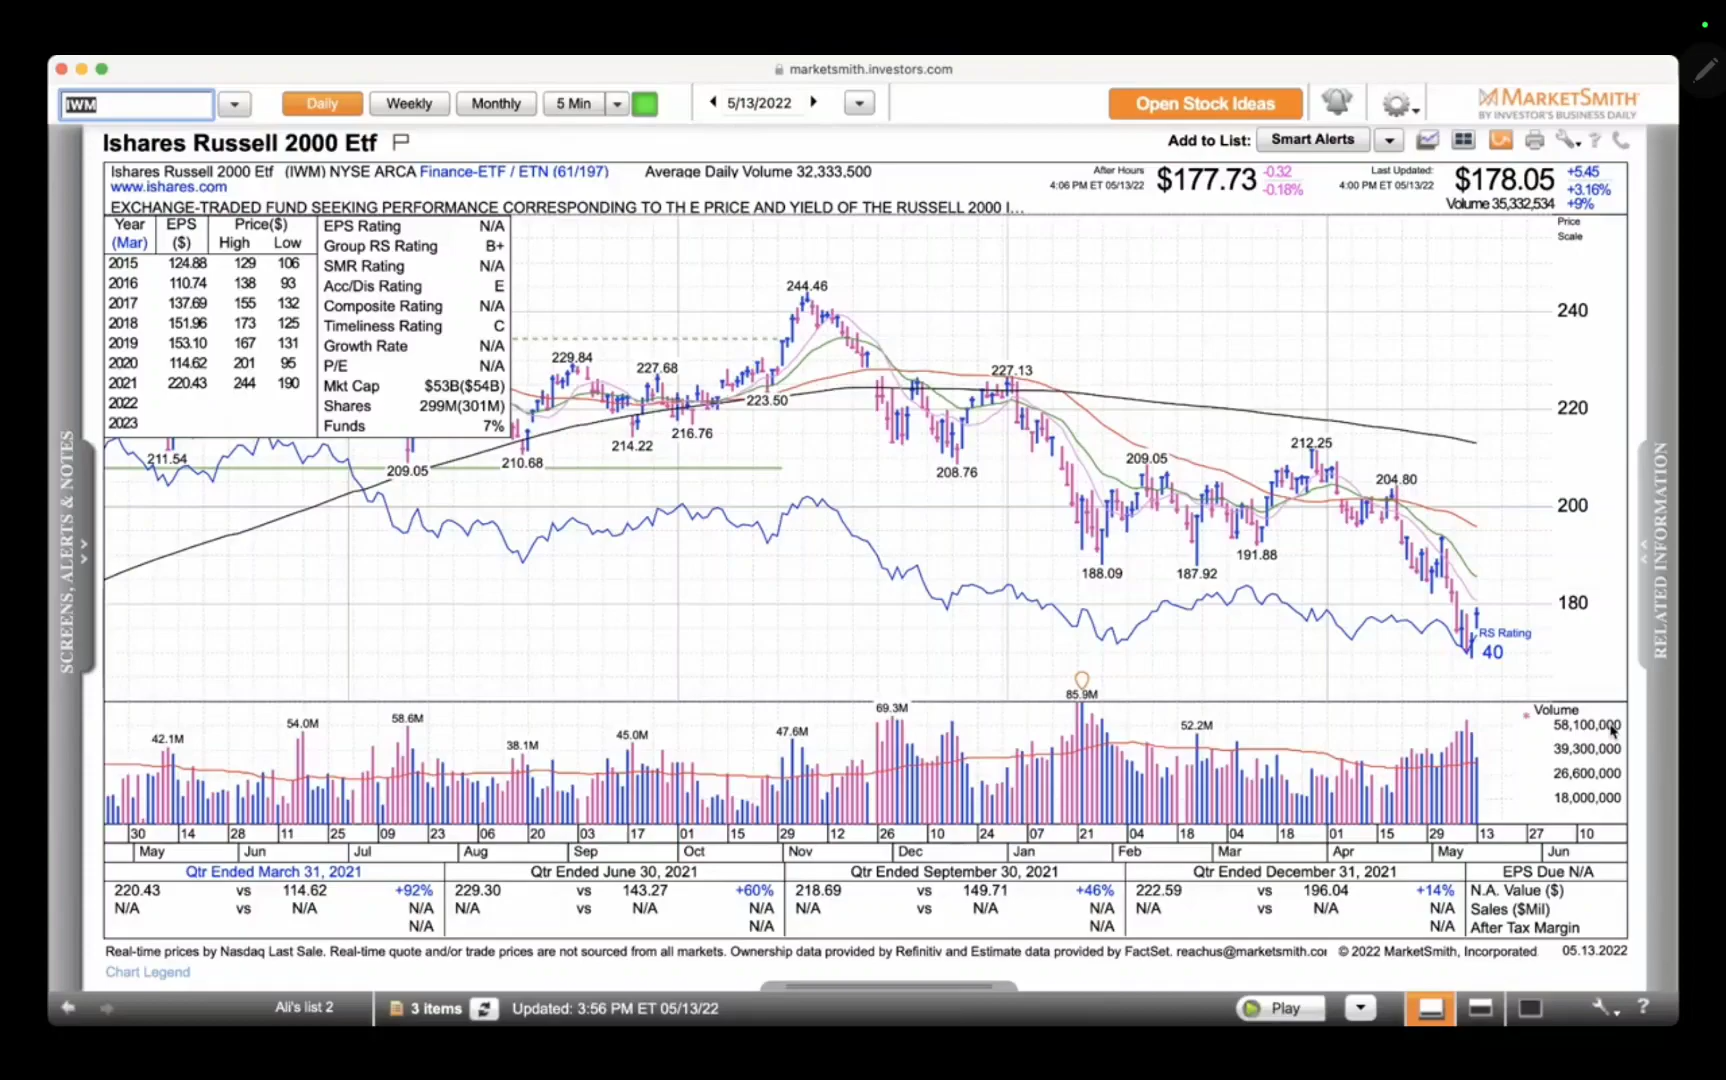 marketsmith.investors.com
IWM
Daily Weekly Monthly 5 Min 5/13/2022 Open Stock Ideas MARKETSMITH
BY INVESTOR'S BUSINESS DAILY
Ishares Russell 2000 Etf Add to List: Smart Alerts
Ishares Russell 2000 Etf (IWM) NYSE ARCA Finance-ETF / ETN (61/197) Average Daily Volume 32,333,500
www.ishares.com
After Hours
4:06 PM ET 05/13/22 $177.73 -0.32
-0.18%
Last Updated:
4:00 PM ET 05/13/22 $178.05 +5.45
+3.16%
Volume 35,332,534 +9%
EXCHANGE-TRADED FUND SEEKING PERFORMANCE CORRESPONDING TO TH E PRICE AND YIELD OF THE RUSSELL 2000 I...
Year EPS Price($)
(Mar) ($) High Low
2015 124.88 129 106
2016 110.74 138 93
2017 137.69 155 132
2018 151.96 173 125
2019 153.10 167 131
2020 114.62 201 95
2021 220.43 244 190
2022
2023
EPS Rating N/A
Group RS Rating B+
SMR Rating N/A
Acc/Dis Rating E
Composite Rating N/A
Timeliness Rating C
Growth Rate N/A
P/E N/A
Mkt Cap $53B($54B)
Shares 299M(301M)
Funds 7%
Price
Scale
240
220
200
180
244.46
229.84
227.68
227.13
223.50
216.76
214.22
212.25
211.54
209.05
210.68
208.76
209.05
204.80
191.88
188.09
187.92
RS Rating
40
SCREENS, ALERTS & NOTES
RELATED INFORMATION
42.1M 54.0M 58.6M 38.1M 45.0M 47.6M 69.3M 85.9M 52.2M
Volume
58,100,000
39,300,000
26,600,000
18,000,000
30 14 28 11 25 09 23 06 20 03 17 01 15 29 12 26 10 24 07 21 04 18 04 18 01 15 29 13 27 10
May Jun Jul Aug Sep Oct Nov Dec Jan Feb Mar Apr May Jun
Qtr Ended March 31, 2021 Qtr Ended June 30, 2021 Qtr Ended September 30, 2021 Qtr Ended December 31, 2021 EPS Due N/A
220.43 vs 114.62 +92% 229.30 vs 143.27 +60% 218.69 vs 149.71 +46% 222.59 vs 196.04 +14% N.A. Value ($)
N/A vs N/A N/A N/A vs N/A N/A N/A vs N/A N/A N/A vs N/A N/A Sales ($Mil)
N/A N/A N/A N/A After Tax Margin
Real-time prices by Nasdaq Last Sale. Real-time quote and/or trade prices are not sourced from all markets. Ownership data provided by Refinitiv and Estimate data provided by FactSet. reachus@marketsmith.co © 2022 MarketSmith, Incorporated 05.13.2022
Chart Legend
Ali's list 2 3 items Updated: 3:56 PM ET 05/13/22 Play ?